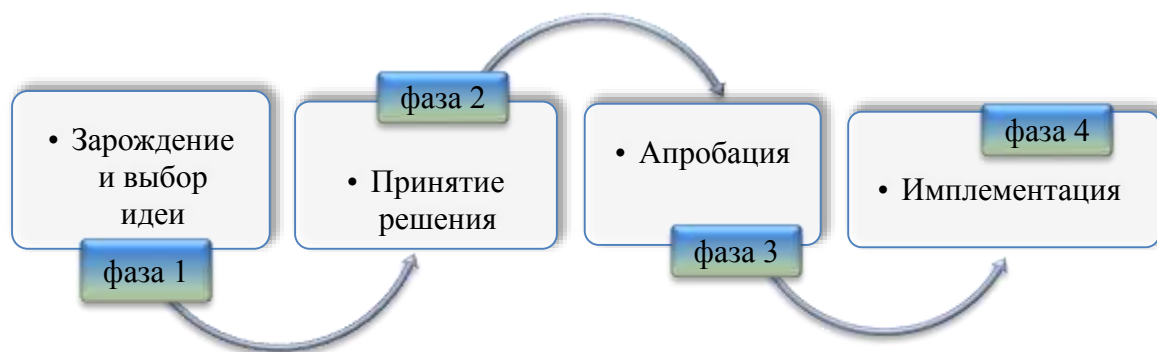 • Зарождение
и выбор
идеи
фаза 1
фаза 2
• Принятие
решения
• Апробация
фаза 3
фаза 4
• Имплементация